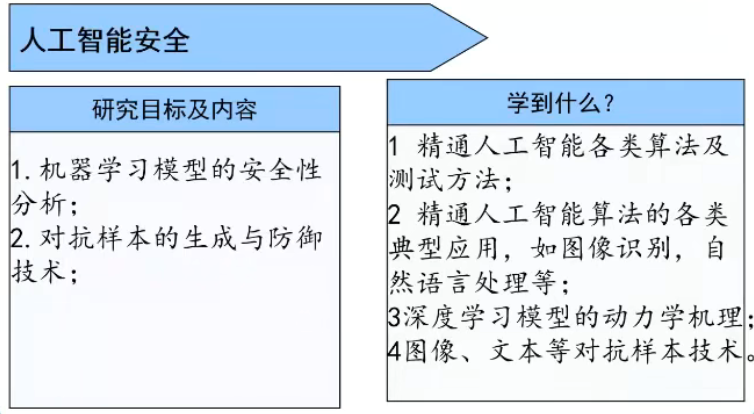 人工智能安全
研究目标及内容
1.机器学习模型的安全性
分析；
2.对抗样本的生成与防御
技术；
学到什么？
1 精通人工智能各类算法及
测试方法；
2 精通人工智能算法的各类
典型应用，如图像识别，自
然语言处理等；
3深度学习模型的动力学机理；
4图像、文本等对抗样本技术。